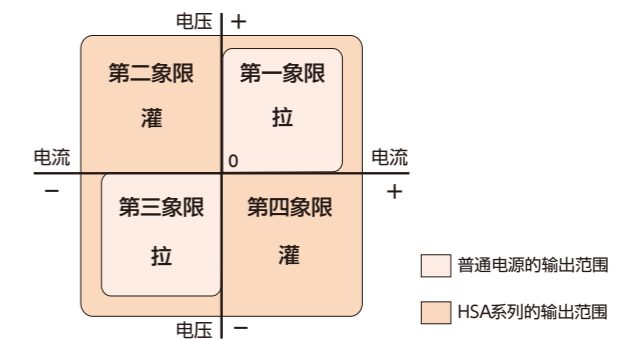 电压 +
第二象限 第一象限
灌 拉
电流 0 电流
− +
第三象限 第四象限
拉 灌
普通电源的输出范围
HSA系列的输出范围
电压 −